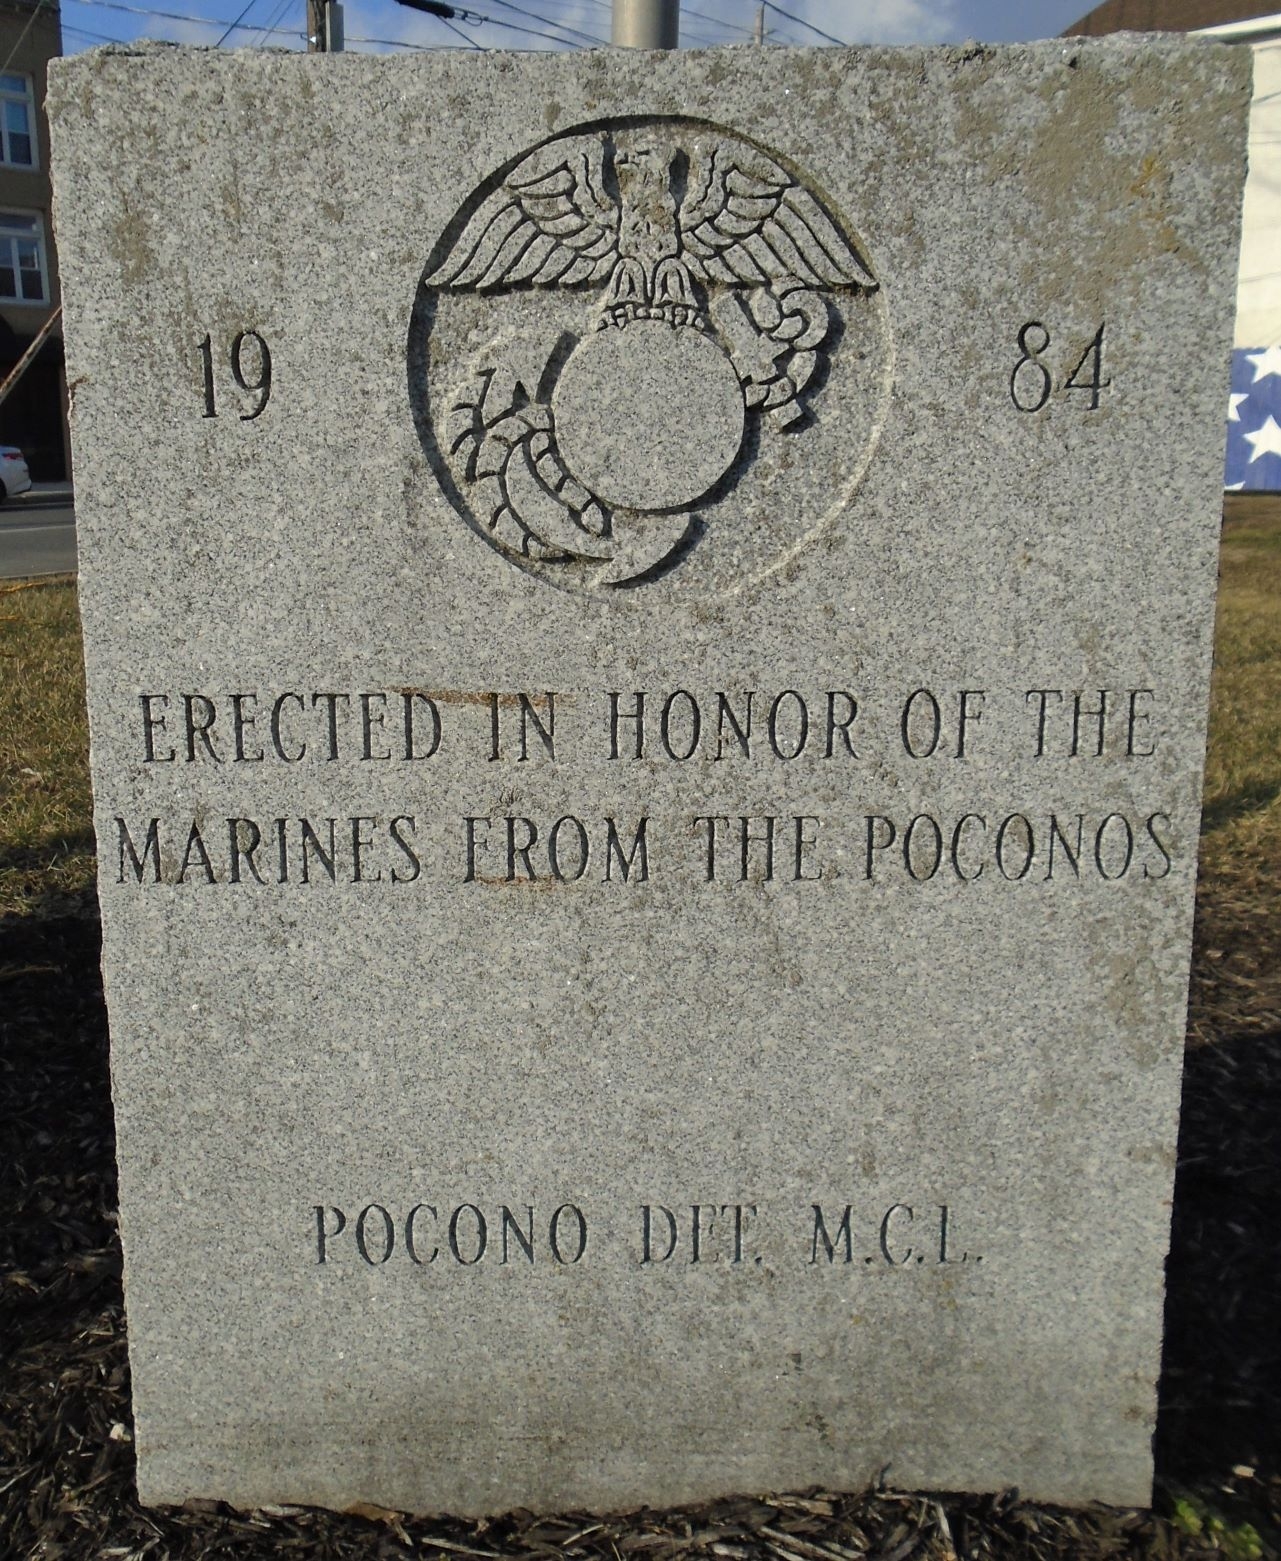 19 84
ERECTED IN HONOR OF THE
MARINES FROM THE POCONOS
POCONO DET. M.C.L.